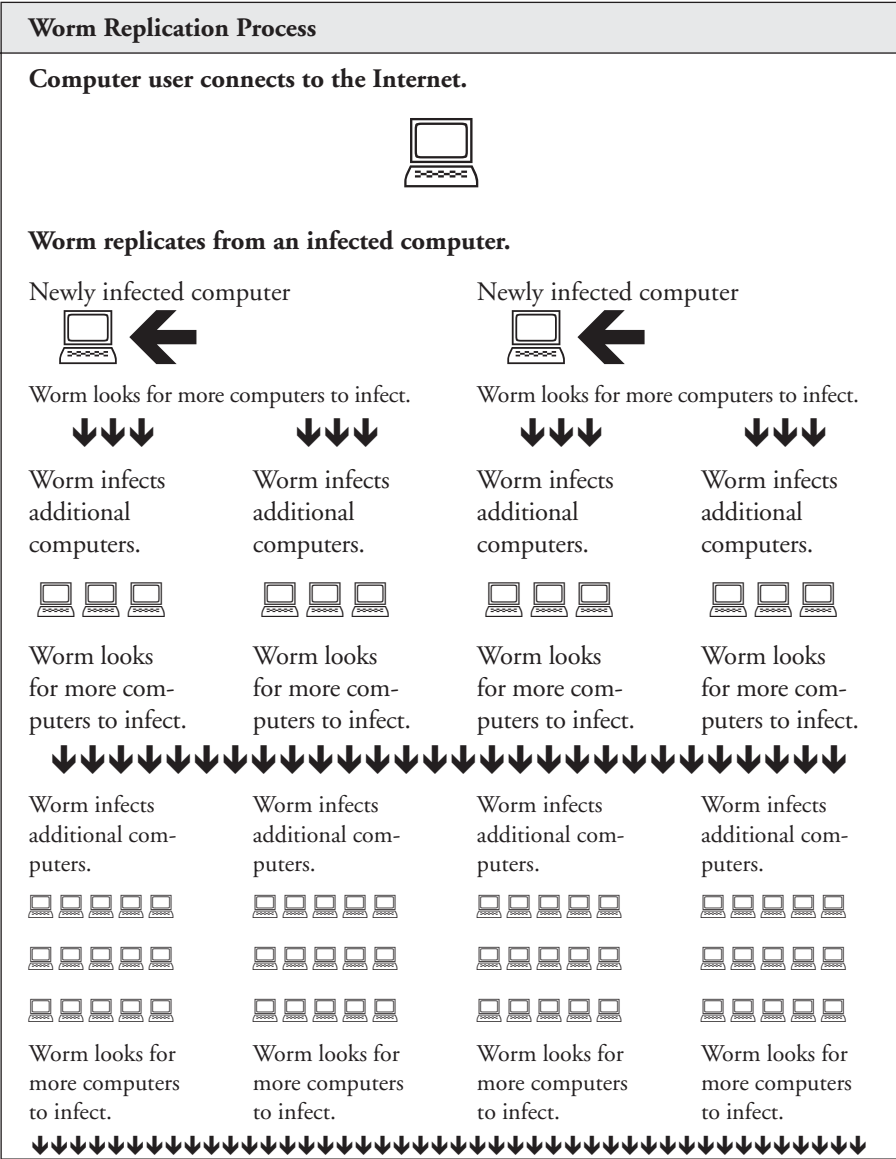 Worm Replication Process
Computer user connects to the Internet.
Worm replicates from an infected computer.
Newly infected computer
Newly infected computer
Worm looks for more computers to infect.
Worm looks for more computers to infect.
Worm infects
additional
computers.
Worm infects
additional
computers.
Worm infects
additional
computers.
Worm infects
additional
computers.
Worm looks
for more com-
puters to infect.
Worm looks
for more com-
puters to infect.
Worm looks
for more com-
puters to infect.
Worm looks
for more com-
puters to infect.
Worm infects
additional com-
puters.
Worm infects
additional com-
puters.
Worm infects
additional com-
puters.
Worm infects
additional com-
puters.
Worm looks for
more computers
to infect.
Worm looks for
more computers
to infect.
Worm looks for
more computers
to infect.
Worm looks for
more computers
to infect.